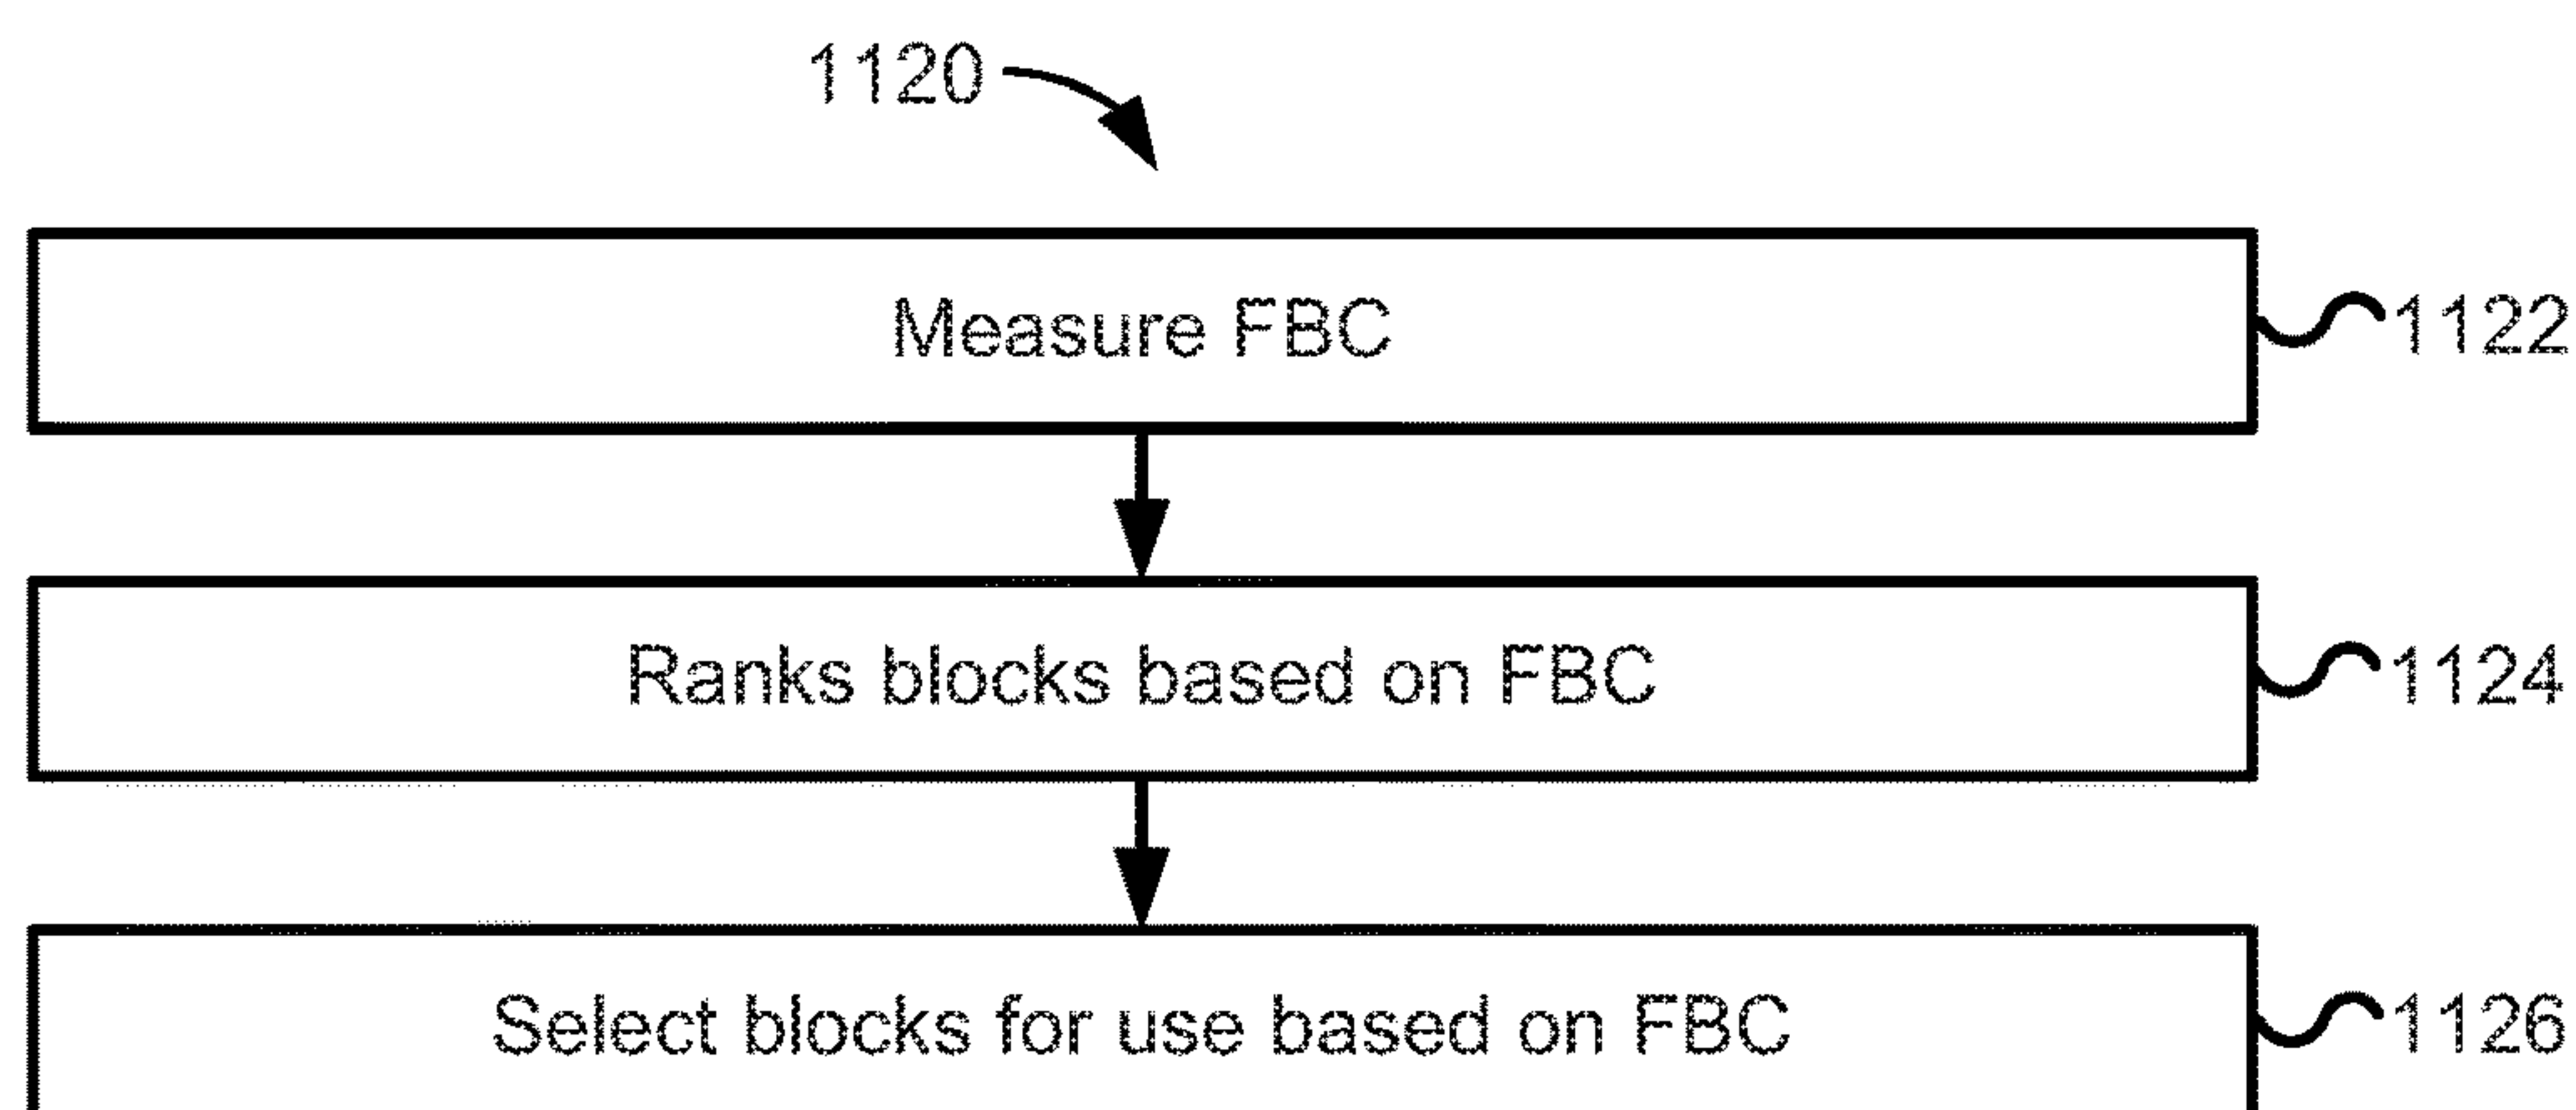 1120
Measure FBC
1122
Ranks blocks based on FBC
1124
Select blocks for use based on FBC
1126